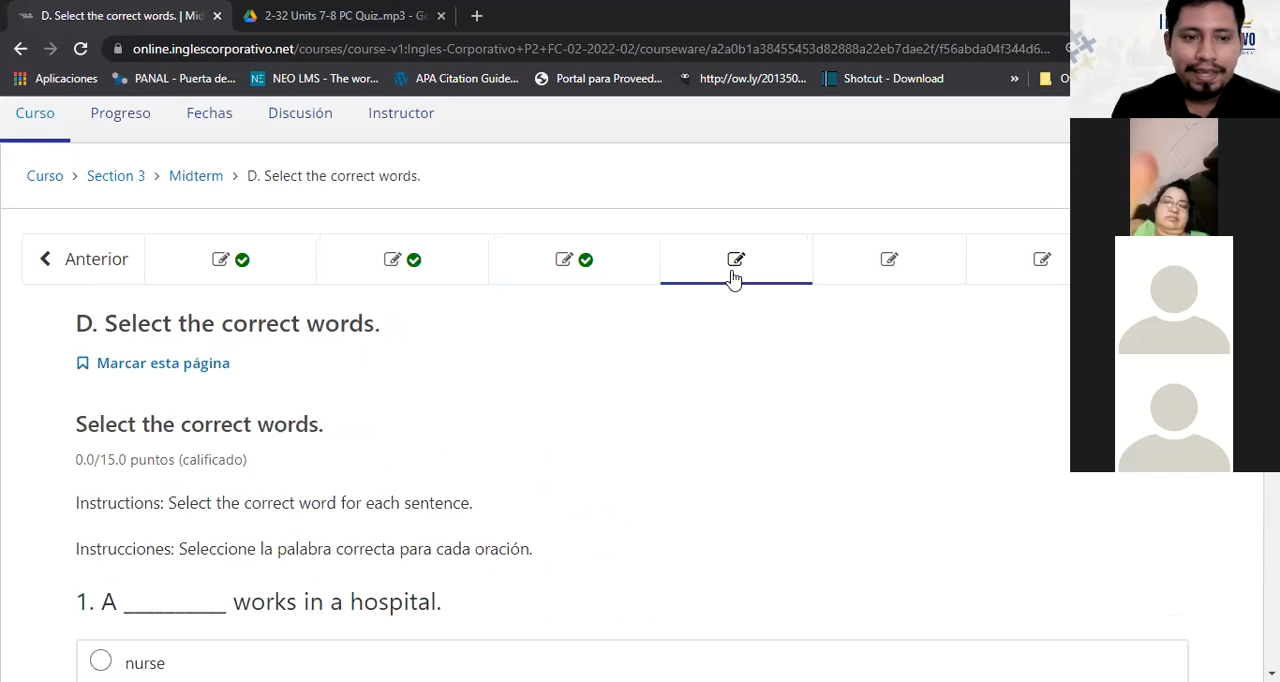 D. Select the correct words. | Mi
2-32 Units 7-8 PC Quiz..mp3 - G
online.inglescorporativo.net/courses/course-v1:Ingles-Corporativo+P2+FC-02-2022-02/courseware/a2a0b1a38455453d82888a22eb7dae2f/f56abda04f344d6...
Aplicaciones PANAL - Puerta de... NEO LMS - The wor... APA Citation Guide... Portal para Proveed... http://ow.ly/201350... Shotcut - Download » O
Curso Progreso Fechas Discusión Instructor
Curso > Section 3 > Midterm > D. Select the correct words.
Anterior
D. Select the correct words.
Marcar esta página
Select the correct words.
0.0/15.0 puntos (calificado)
Instructions: Select the correct word for each sentence.
Instrucciones: Seleccione la palabra correcta para cada oración.
1. A __________ works in a hospital.
nurse